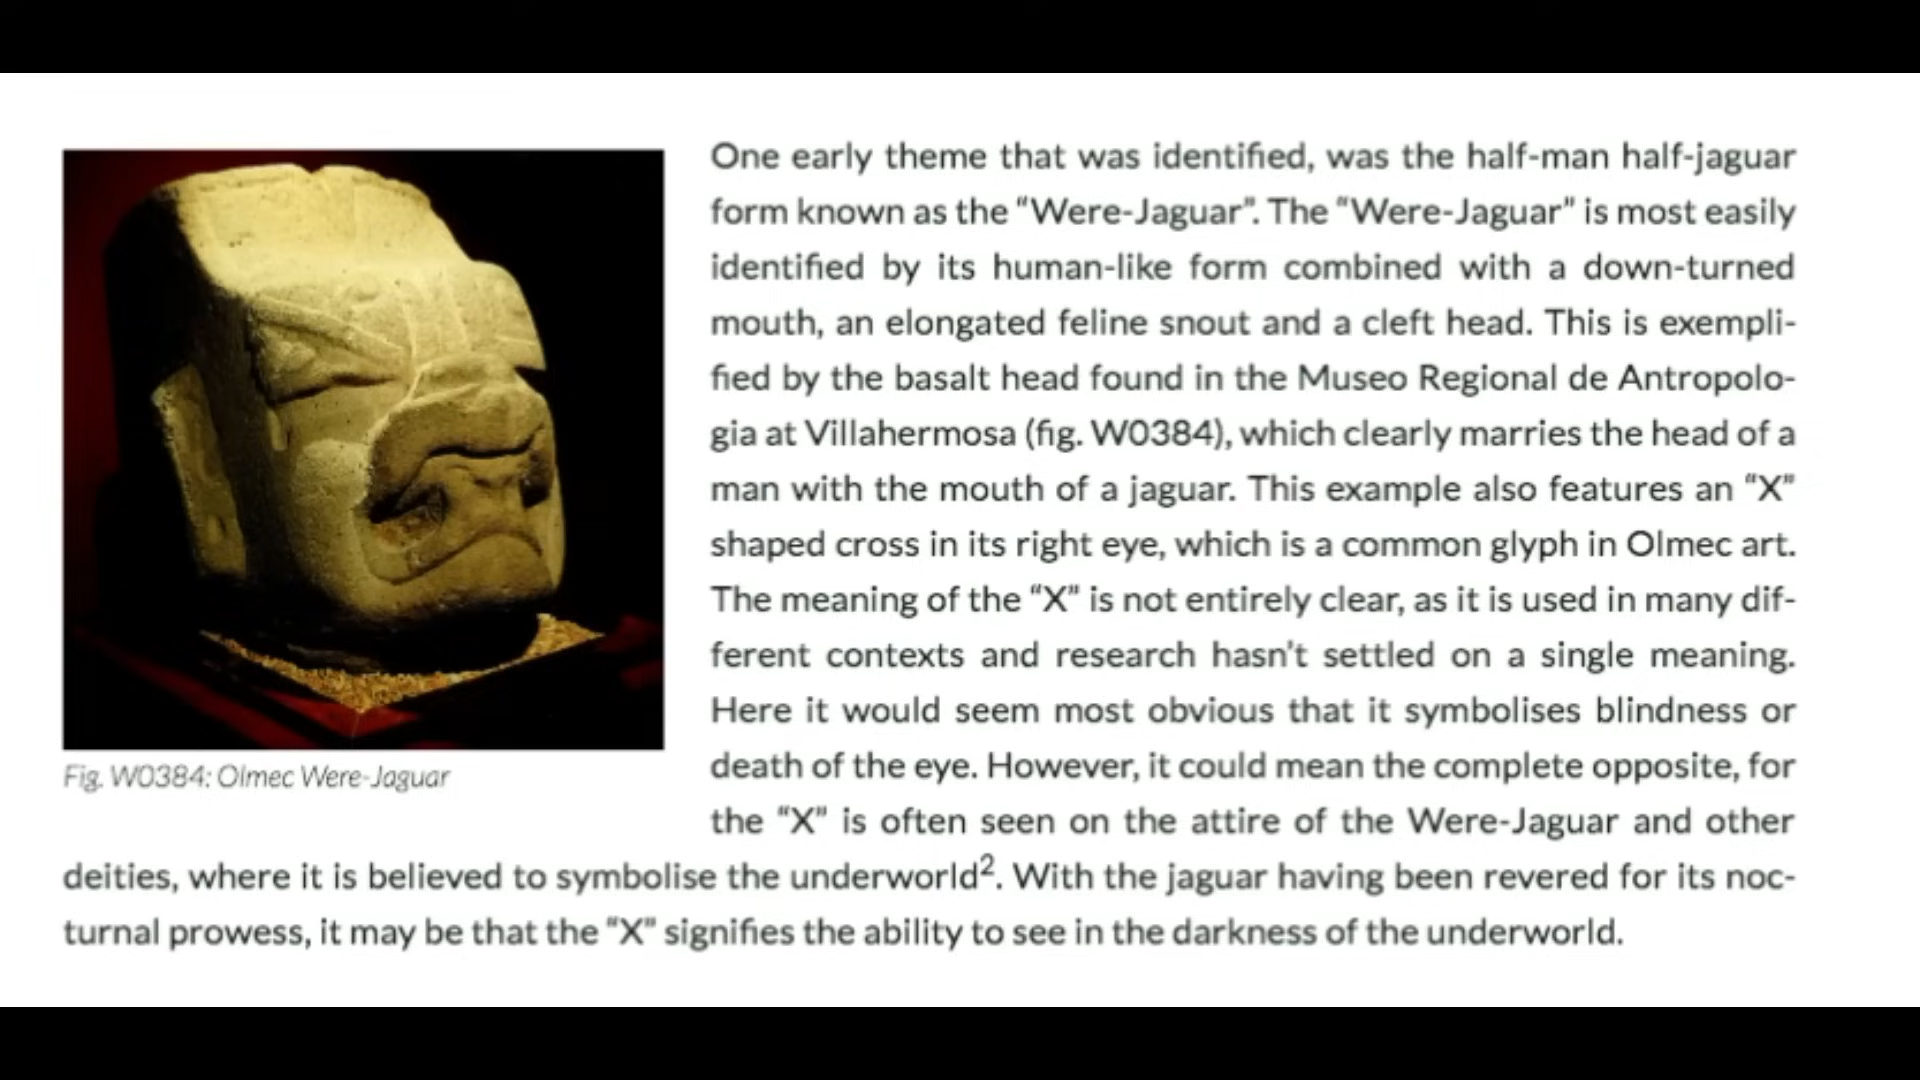 One early theme that was identified, was the half-man half-jaguar
form known as the “Were-Jaguar”. The “Were-Jaguar” is most easily
identified by its human-like form combined with a down-turned
mouth, an elongated feline snout and a cleft head. This is exempli-
fied by the basalt head found in the Museo Regional de Antropolo-
gia at Villahermosa (fig. W0384), which clearly marries the head of a
man with the mouth of a jaguar. This example also features an “X”
shaped cross in its right eye, which is a common glyph in Olmec art.
The meaning of the “X” is not entirely clear, as it is used in many dif-
ferent contexts and research hasn’t settled on a single meaning.
Here it would seem most obvious that it symbolises blindness or
death of the eye. However, it could mean the complete opposite, for
the “X” is often seen on the attire of the Were-Jaguar and other
deities, where it is believed to symbolise the underworld². With the jaguar having been revered for its noc-
turnal prowess, it may be that the “X” signifies the ability to see in the darkness of the underworld.
Fig. W0384: Olmec Were-Jaguar